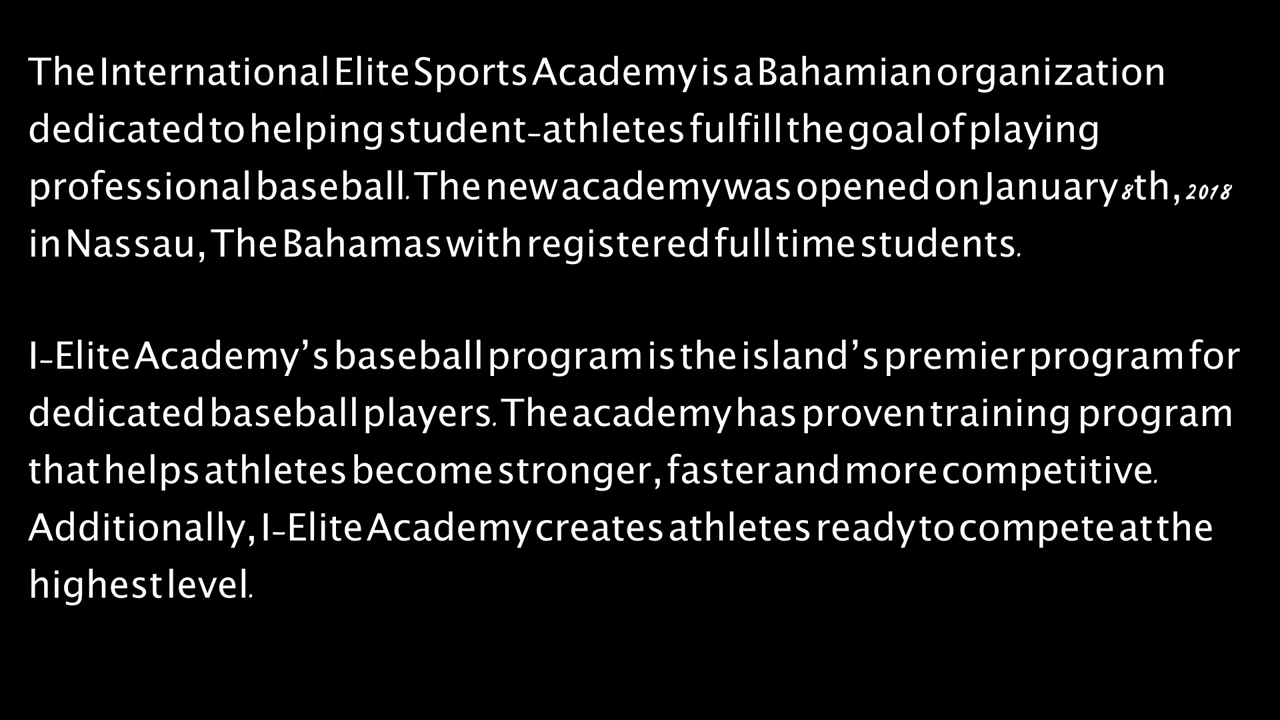 The International Elite Sports Academy is a Bahamian organization
dedicated to helping student-athletes fulfill the goal of playing
professional baseball. The new academy was opened on January 8th, 2018
in Nassau, The Bahamas with registered full time students.
I-Elite Academy’s baseball program is the island’s premier program for
dedicated baseball players. The academy has proven training program
that helps athletes become stronger, faster and more competitive.
Additionally, I-Elite Academy creates athletes ready to compete at the
highest level.